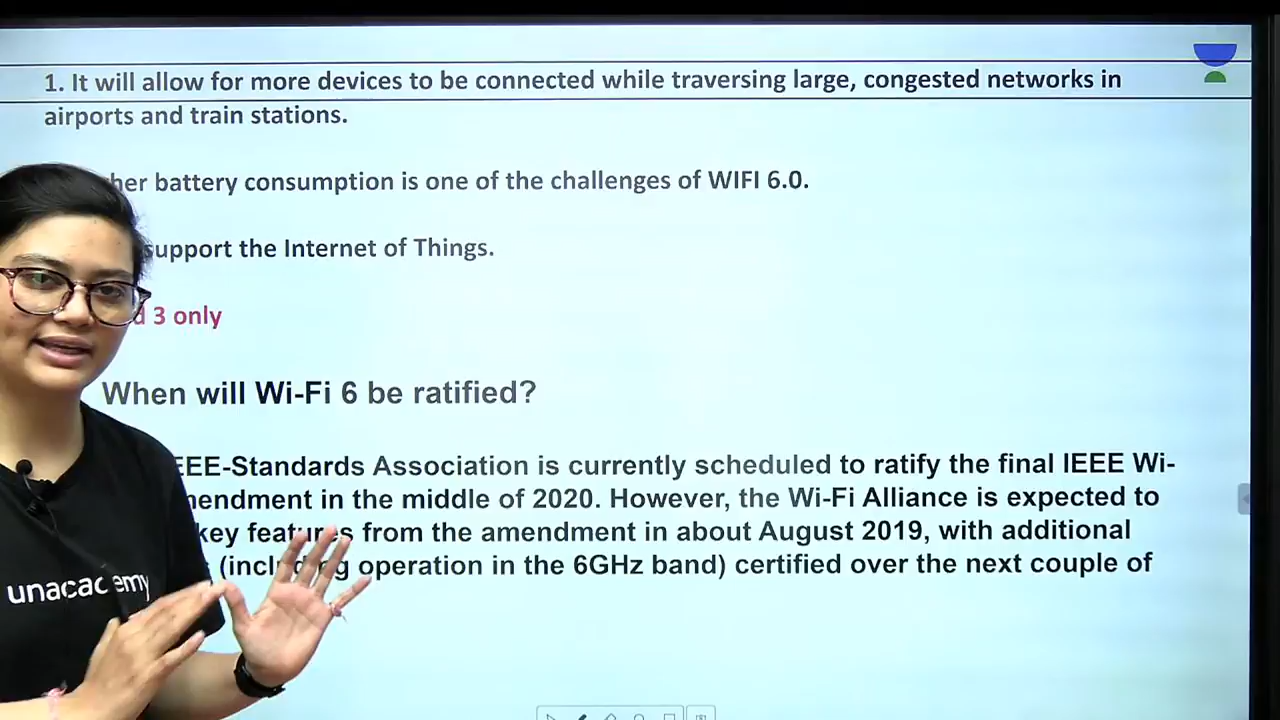 1. It will allow for more devices to be connected while traversing large, congested networks in
airports and train stations.
battery consumption is one of the challenges of WIFI 6.0.
support the Internet of Things.
3 only
When will Wi-Fi 6 be ratified?
EEE-Standards Association is currently scheduled to ratify the final IEEE Wi-
in the middle of 2020. However, the Wi-Fi Alliance is expected to
key features from the amendment in about August 2019, with additional
(including operation in the 6GHz band) certified over the next couple of
unacademy